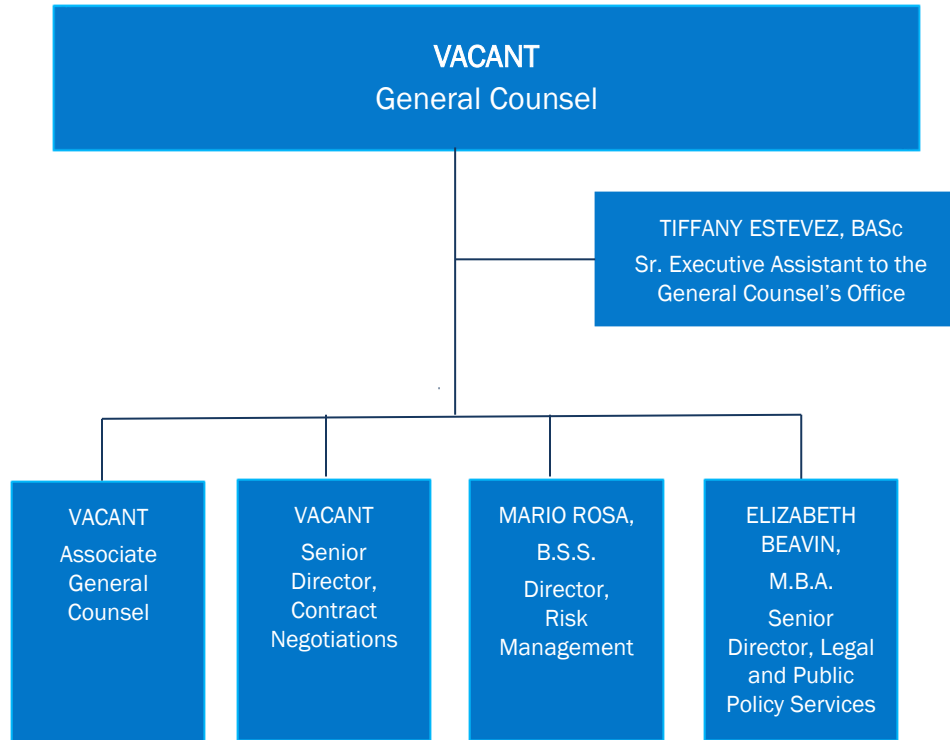 VACANT
General Counsel
TIFFANY ESTEVEZ, BASc
Sr. Executive Assistant to the
General Counsel’s Office
VACANT
Associate
General
Counsel
VACANT
Senior
Director,
Contract
Negotiations
MARIO ROSA,
B.S.S.
Director,
Risk
Management
ELIZABETH
BEAVIN,
M.B.A.
Senior
Director, Legal
and Public
Policy Services